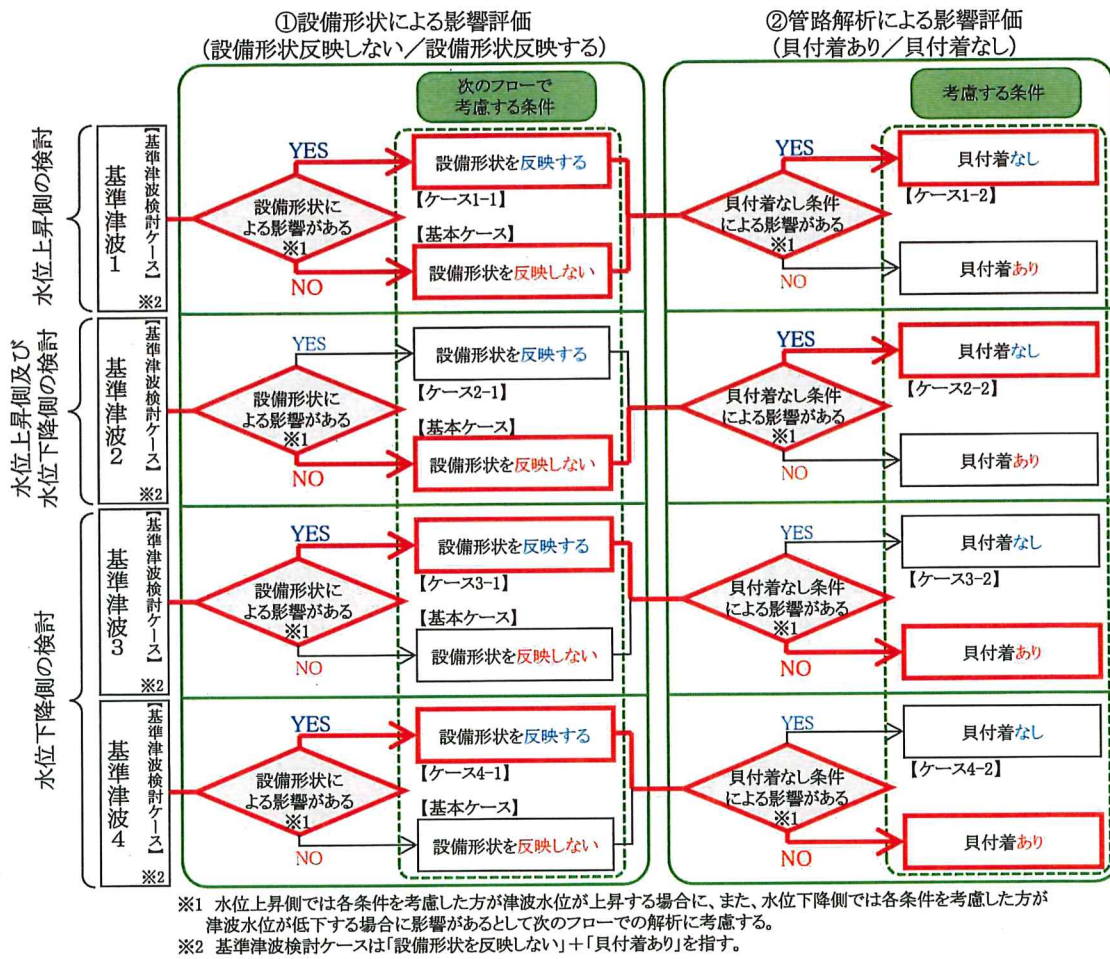 ①設備形状による影響評価
(設備形状反映しない／設備形状反映する)
②管路解析による影響評価
(貝付着あり／貝付着なし)
次のフローで
考慮する条件
考慮する条件
水位上昇側の検討
基準津波1
【基準津波検討ケース】
※2
設備形状に
よる影響がある
※1
YES
設備形状を反映する
【ケース1-1】
【基本ケース】
NO
設備形状を反映しない
貝付着なし条件
による影響がある
※1
YES
貝付着なし
【ケース1-2】
NO
貝付着あり
水位上昇側及び
水位下降側の検討
基準津波2
【基準津波検討ケース】
※2
設備形状に
よる影響がある
※1
YES
設備形状を反映する
【ケース2-1】
【基本ケース】
NO
設備形状を反映しない
貝付着なし条件
による影響がある
※1
YES
貝付着なし
【ケース2-2】
NO
貝付着あり
水位下降側の検討
基準津波3
【基準津波検討ケース】
※2
設備形状に
よる影響がある
※1
YES
設備形状を反映する
【ケース3-1】
【基本ケース】
NO
設備形状を反映しない
貝付着なし条件
による影響がある
※1
YES
貝付着なし
【ケース3-2】
NO
貝付着あり
基準津波4
【基準津波検討ケース】
※2
設備形状に
よる影響がある
※1
YES
設備形状を反映する
【ケース4-1】
【基本ケース】
NO
設備形状を反映しない
貝付着なし条件
による影響がある
※1
YES
貝付着なし
【ケース4-2】
NO
貝付着あり
※1 水位上昇側では各条件を考慮した方が津波水位が上昇する場合に、また、水位下降側では各条件を考慮した方が
津波水位が低下する場合に影響があるとして次のフローでの解析に考慮する。
※2 基準津波検討ケースは「設備形状を反映しない」＋「貝付着あり」を指す。